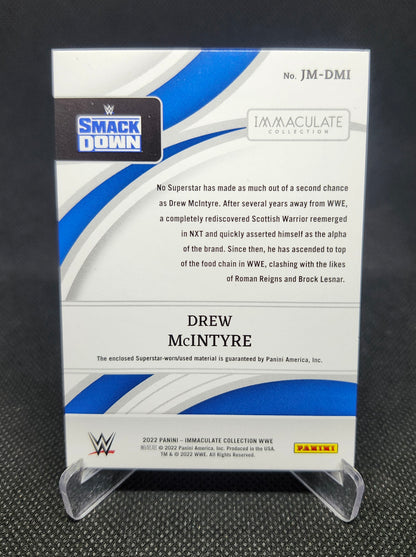 No. JM-DMI
W
SMACK
DOWN
IMMACULATE
COLLECTION
No Superstar has made as much out of a second chance
as Drew McIntyre. After several years away from WWE,
a completely rediscovered Scottish Warrior reemerged
in NXT and quickly asserted himself as the alpha
of the brand. Since then, he has ascended to top
of the food chain in WWE, clashing with the likes
of Roman Reigns and Brock Lesnar.
DREW
McINTYRE
The enclosed Superstar-worn/used material is guaranteed by Panini America, Inc.
2022 PANINI – IMMACULATE COLLECTION WWE
© 2022 Panini America, Inc. Produced in the USA.
TM & © 2022 WWE. All Rights Reserved.
W
PANINI